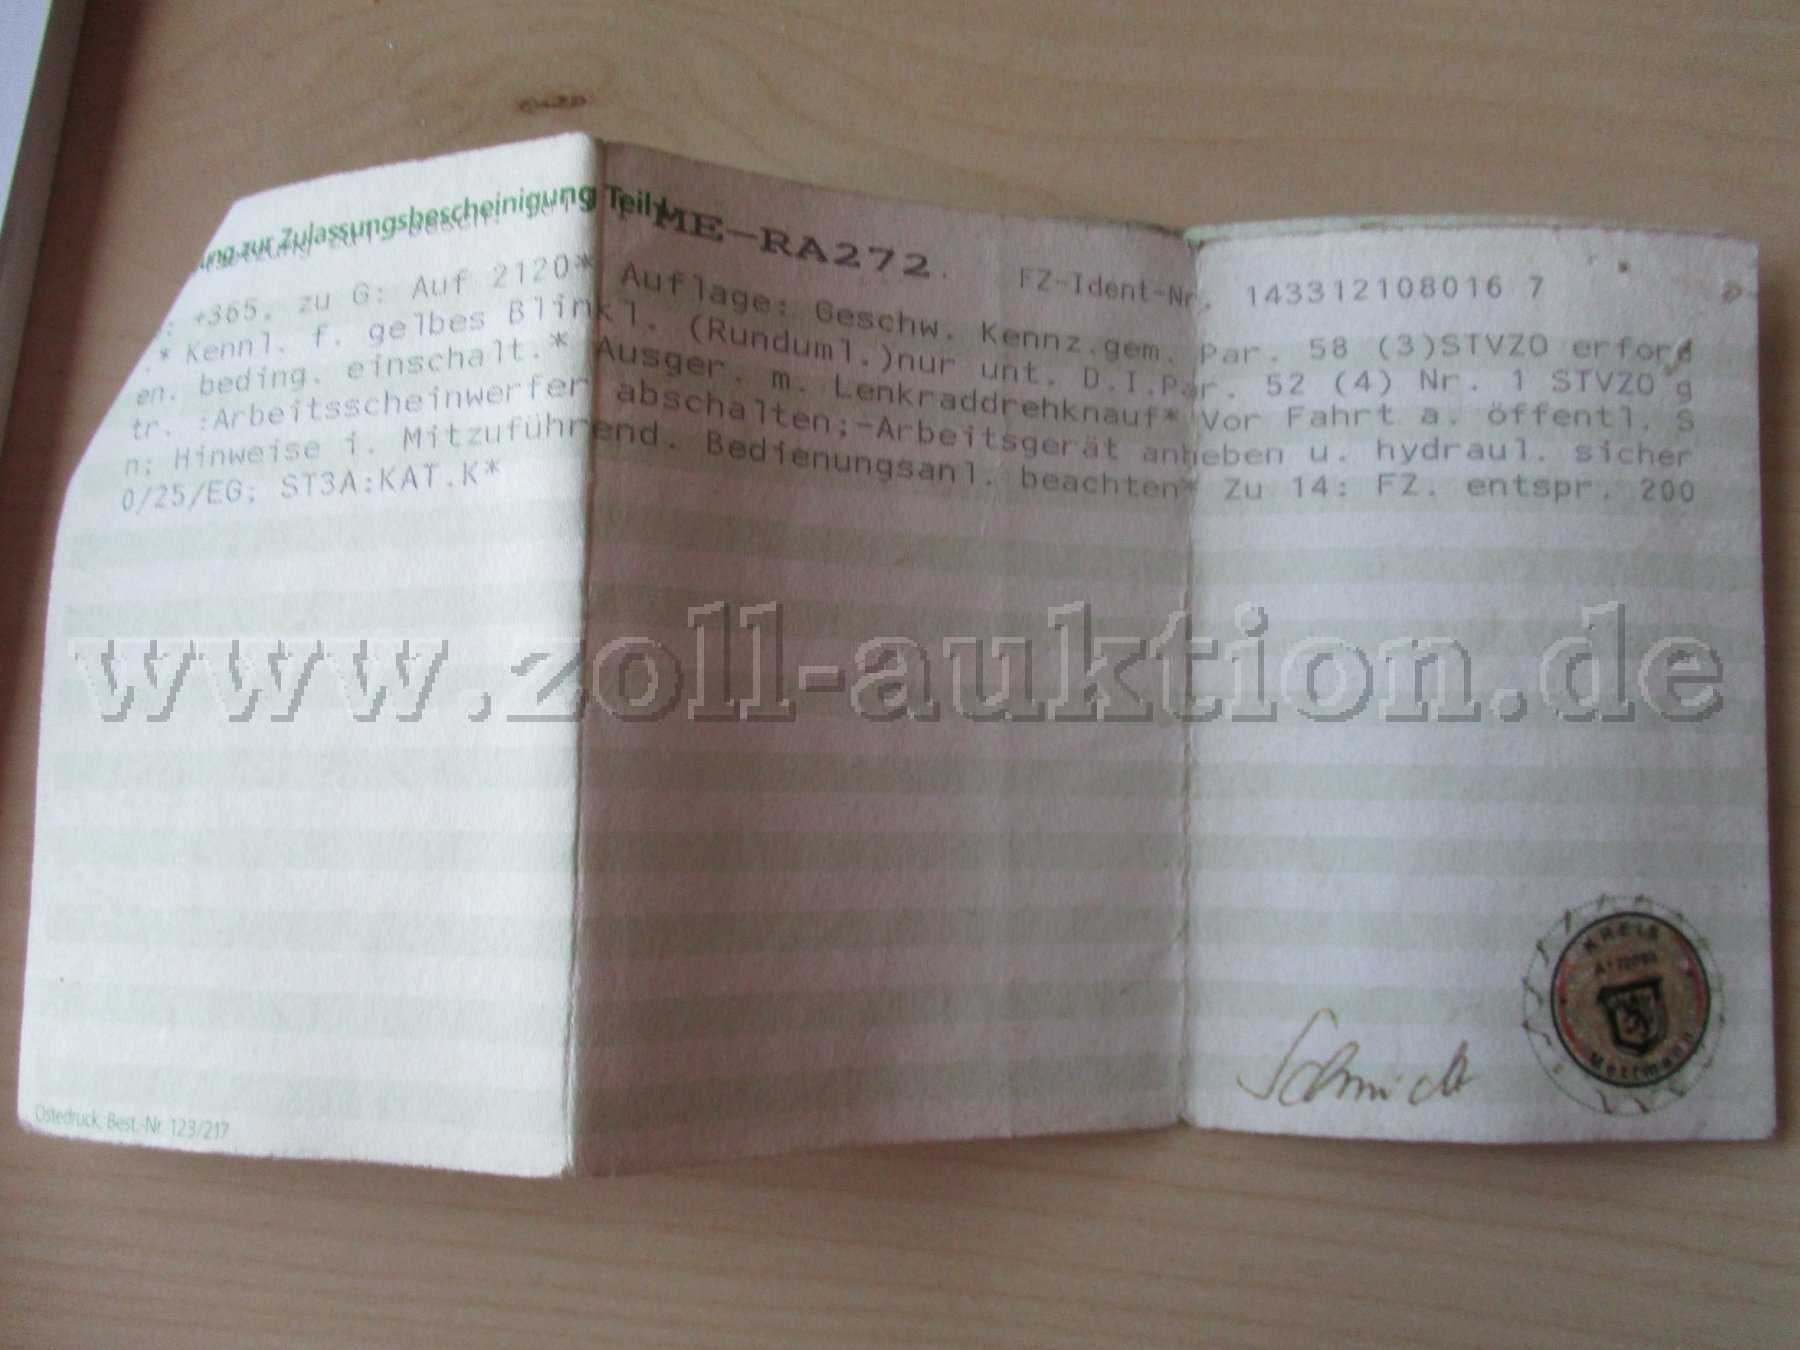 ung zur Zulassungsbescheinigung Teil I ME-RA272. FZ-Ident-Nr. 143312108016 7
: +365. zu G: Auf 2120* Auflage: Geschw. Kennz.gem. Par. 58 (3)STVZO erford
.* Kennl. f. gelbes Blinkl. (Runduml.)nur unt. D.I.Par. 52 (4) Nr. 1 STVZO g
en. beding. einschalt.* Ausger. m. Lenkraddrehknauf* Vor Fahrt a. öffentl. S
tr. :Arbeitsscheinwerfer abschalten;-Arbeitsgerät anheben u. hydraul. sicher
n; Hinweise i. Mitzuführend. Bedienungsanl. beachten* Zu 14: FZ. entspr. 200
0/25/EG; ST3A:KAT.K*
www.zoll-auktion.de
KREIS
Mettmann
Schmidt
Ostedruck, Best.-Nr. 123/217